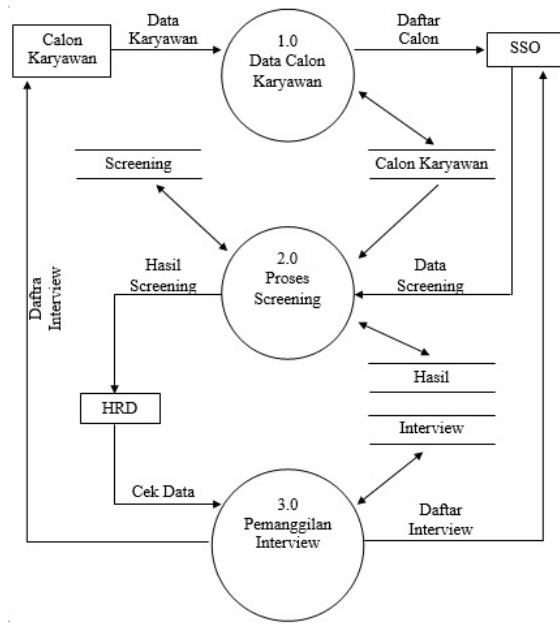 Data
Karyawan
Daftar
Calon
Calon
Karyawan
1.0
Data Calon
Karyawan
SSO
Screening
Calon Karyawan
2.0
Proses
Screening
Hasil
Screening
Data
Screening
Daftra
Interview
Hasil
HRD
Interview
Cek Data
3.0
Pemanggilan
Interview
Daftar
Interview